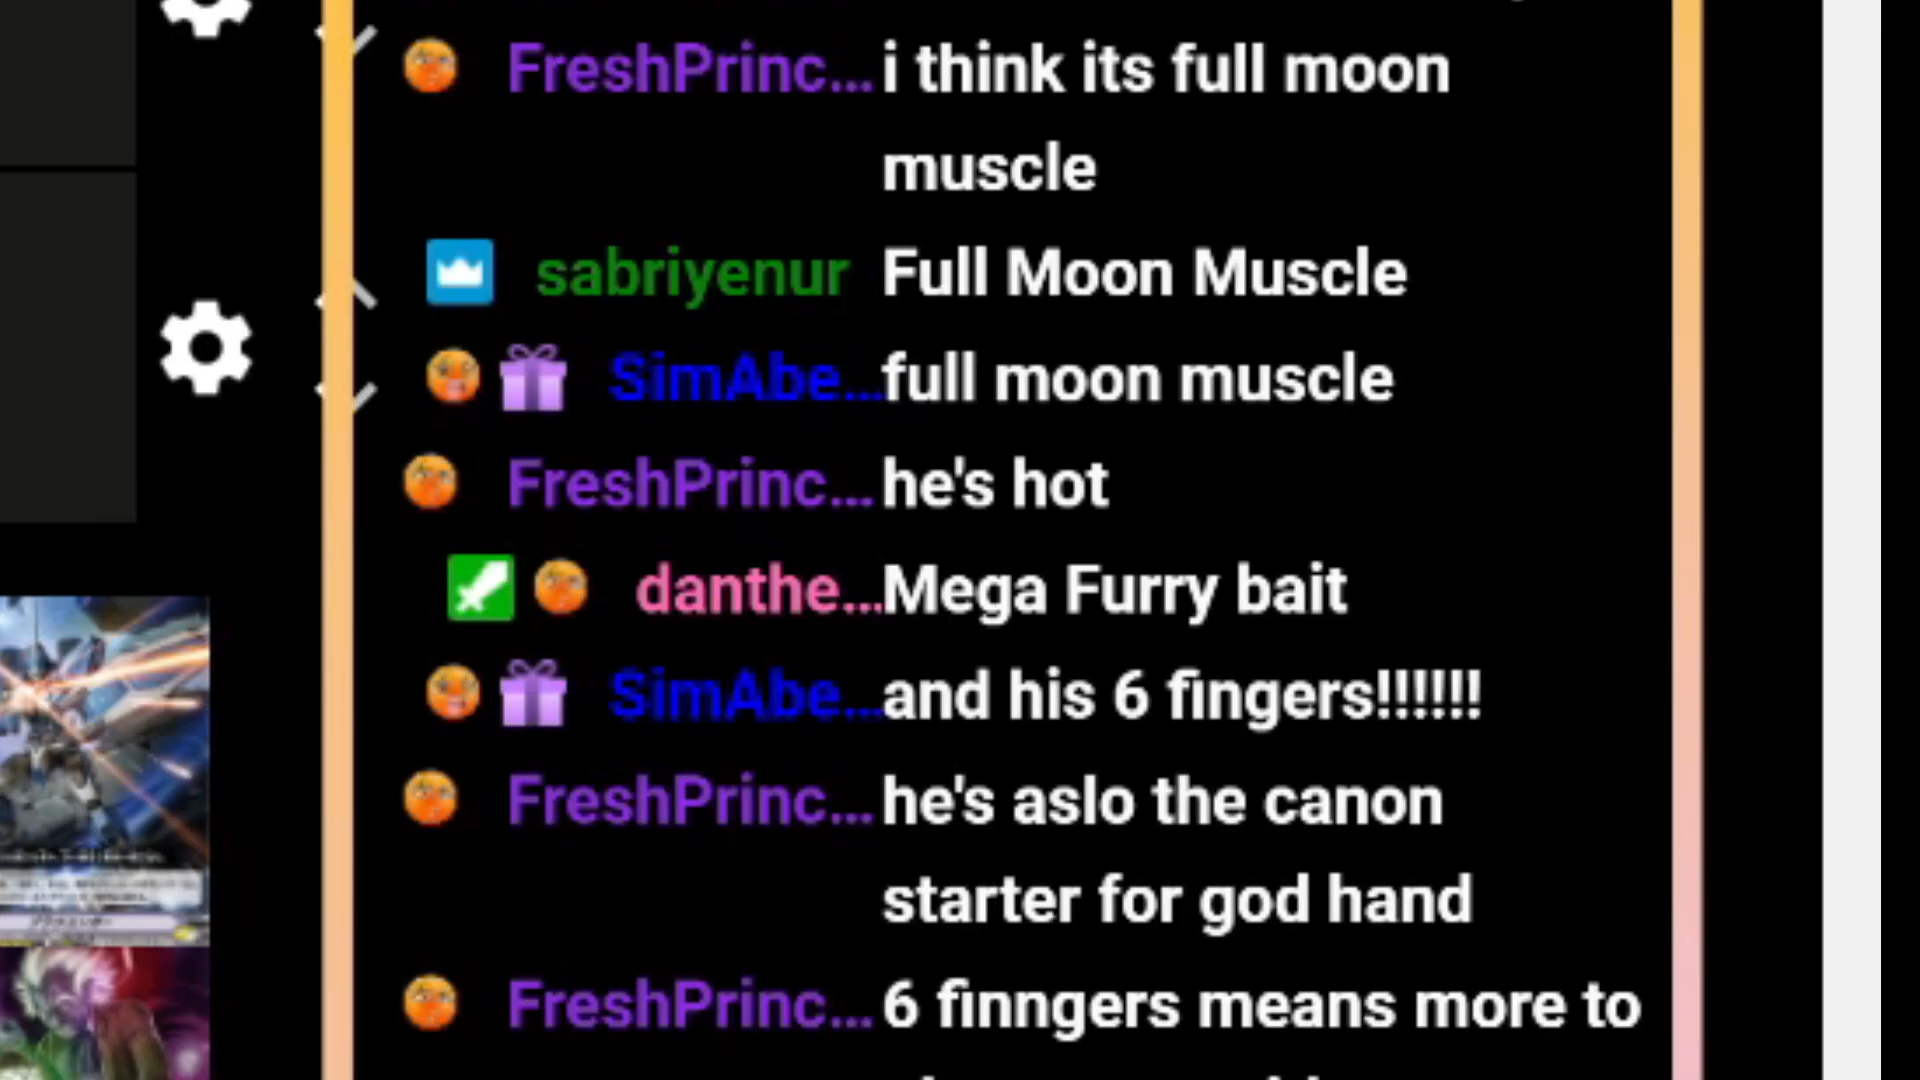 FreshPrinc... i think its full moon
muscle
sabriyenur Full Moon Muscle
SimAbe... full moon muscle
FreshPrinc... he's hot
danthe... Mega Furry bait
SimAbe... and his 6 fingers!!!!!!
FreshPrinc... he's aslo the canon
starter for god hand
FreshPrinc... 6 finngers means more to